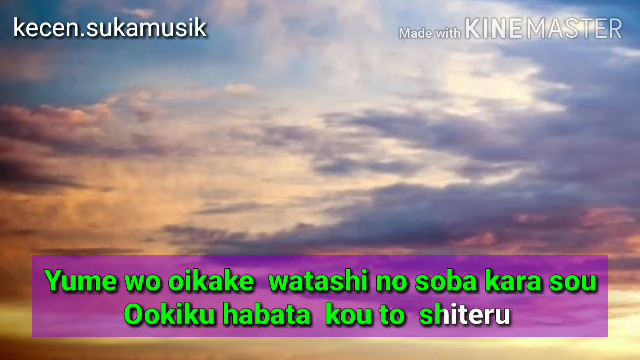 kecen.sukamusik
Made with KINEMASTER
Yume wo oikake watashi no soba kara sou
Ookiku habata kou to shiteru